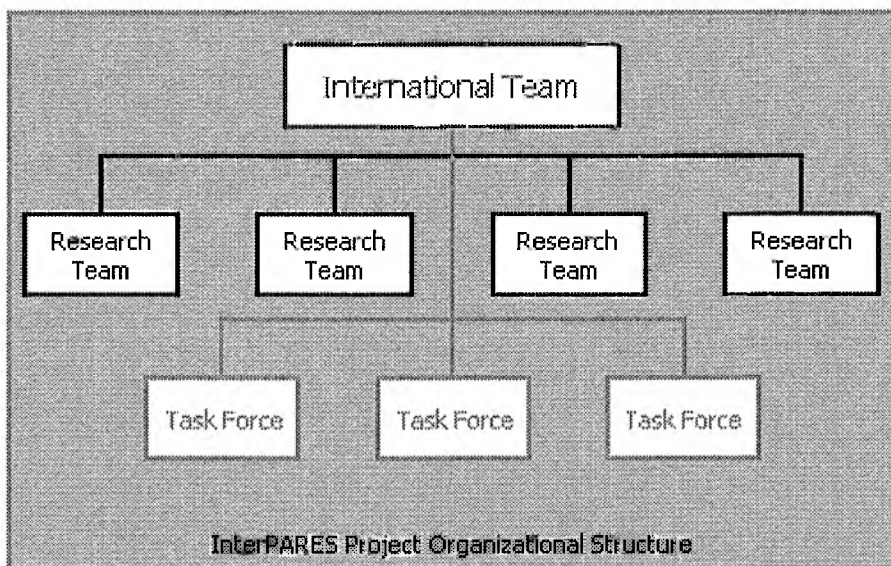 International Team
Research
Team
Research
Team
Research
Team
Research
Team
Task Force
Task Force
Task Force
InterPARES Project Organizational Structure